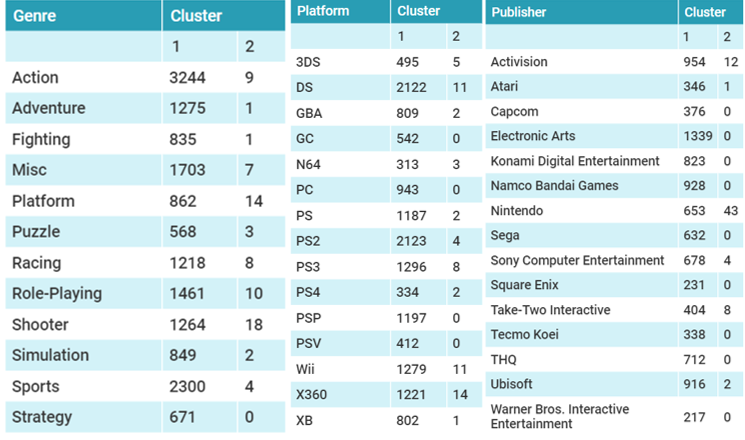 Genre Cluster
1 2
Action 3244 9
Adventure 1275 1
Fighting 835 1
Misc 1703 7
Platform 862 14
Puzzle 568 3
Racing 1218 8
Role-Playing 1461 10
Shooter 1264 18
Simulation 849 2
Sports 2300 4
Strategy 671 0
Platform Cluster
1 2
3DS 495 5
DS 2122 11
GBA 809 2
GC 542 0
N64 313 3
PC 943 0
PS 1187 2
PS2 2123 4
PS3 1296 8
PS4 334 2
PSP 1197 0
PSV 412 0
Wii 1279 11
X360 1221 14
XB 802 1
Publisher Cluster
1 2
Activision 954 12
Atari 346 1
Capcom 376 0
Electronic Arts 1339 0
Konami Digital Entertainment 823 0
Namco Bandai Games 928 0
Nintendo 653 43
Sega 632 0
Sony Computer Entertainment 678 4
Square Enix 231 0
Take-Two Interactive 404 8
Tecmo Koei 338 0
THQ 712 0
Ubisoft 916 2
Warner Bros. Interactive
Entertainment 217 0